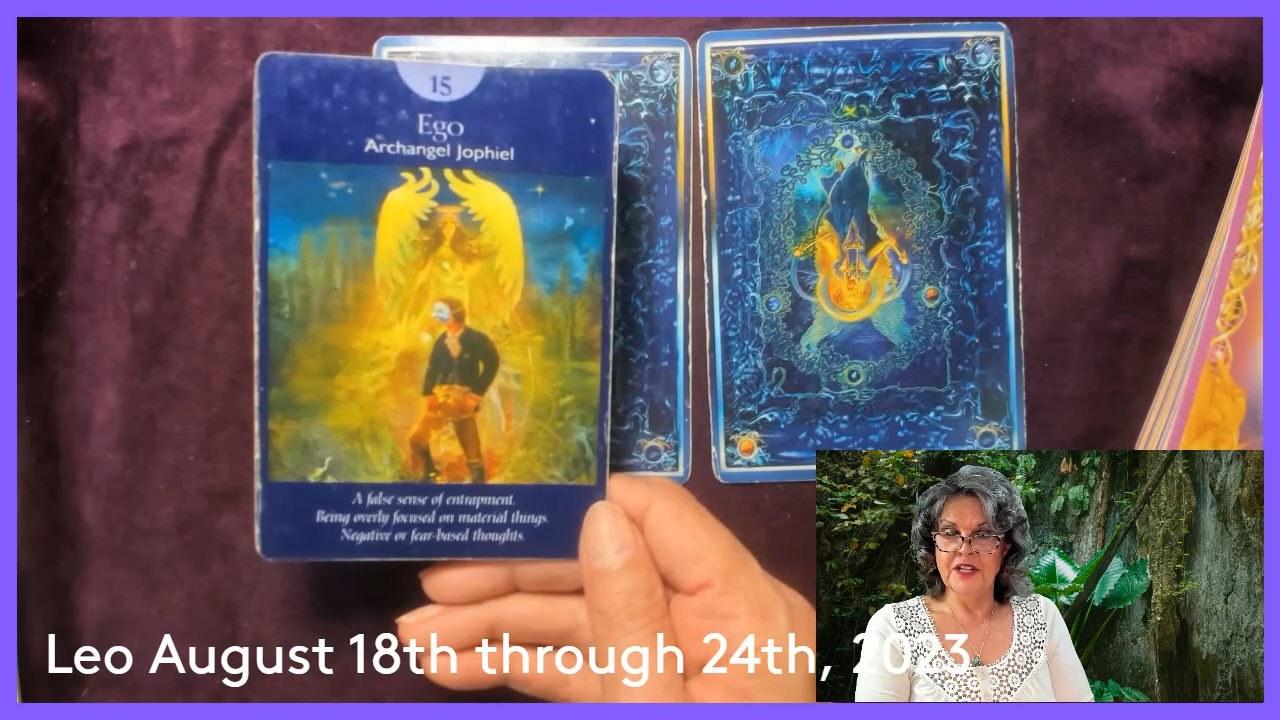 15
Ego
Archangel Jophiel
A false sense of entrapment.
Being overly focused on material things.
Negative or fear-based thoughts.
Leo August 18th through 24th, 2023